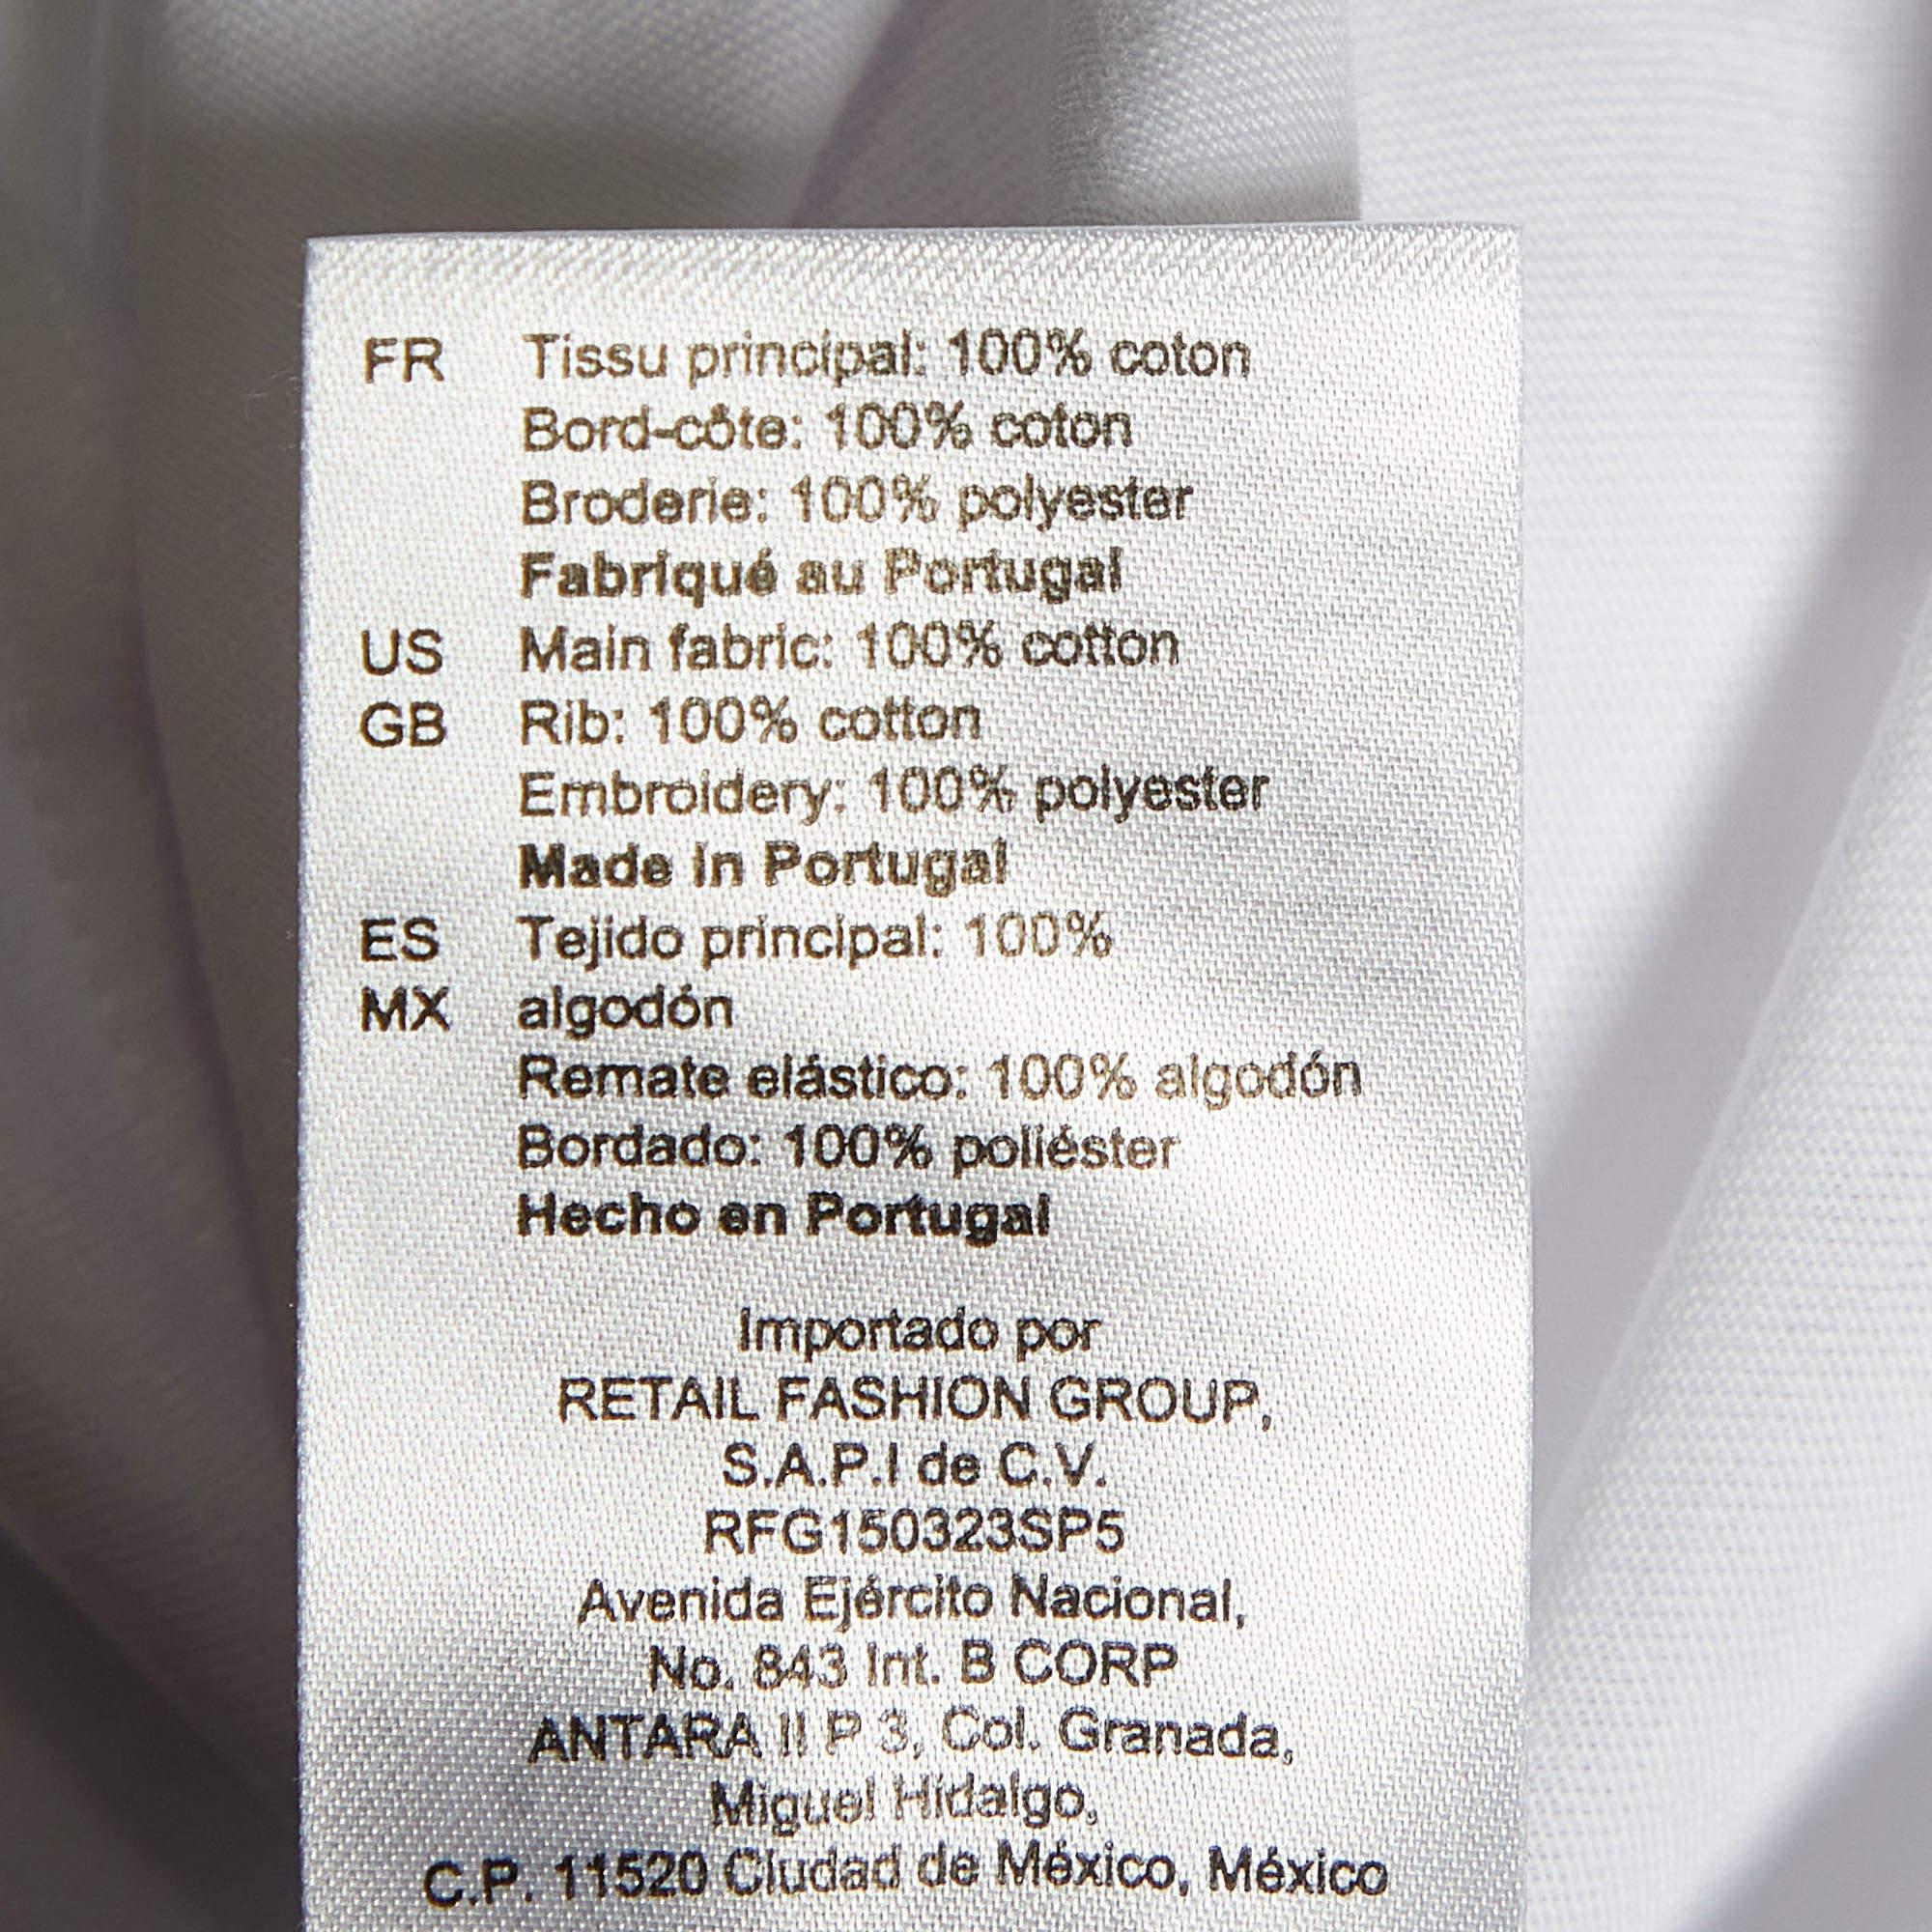 FR Tissu principal: 100% coton
Bord-côte: 100% coton
Broderie: 100% polyester
Fabriqué au Portugal
US Main fabric: 100% cotton
GB Rib: 100% cotton
Embroidery: 100% polyester
Made in Portugal
ES Tejido principal: 100%
MX algodón
Remate elástico: 100% algodón
Bordado: 100% poliéster
Hecho en Portugal
Importado por
RETAIL FASHION GROUP,
S.A.P.I de C.V.
RFG150323SP5
Avenida Ejército Nacional,
No. 843 Int. B CORP
ANTARA II P 3, Col. Granada,
Miguel Hidalgo,
C.P. 11520 Ciudad de México, México